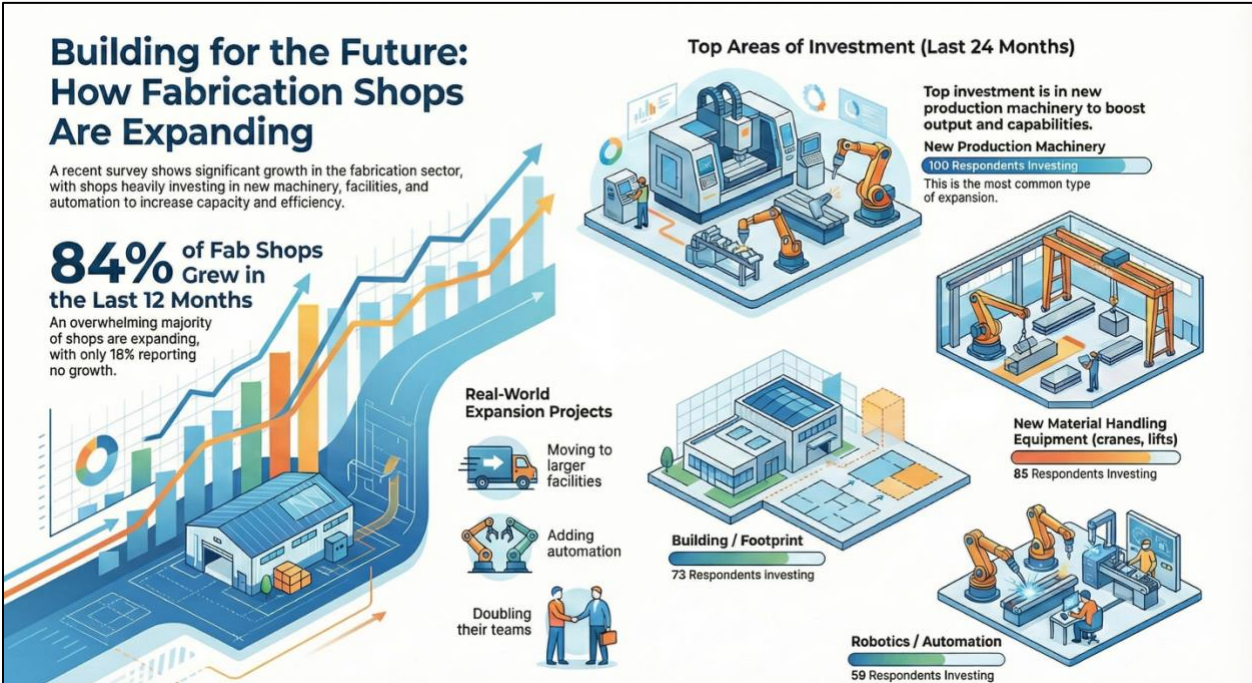 Building for the Future:
How Fabrication Shops
Are Expanding
A recent survey shows significant growth in the fabrication sector,
with shops heavily investing in new machinery, facilities, and
automation to increase capacity and efficiency.
84% of Fab Shops
Grew in
the Last 12 Months
An overwhelming majority
of shops are expanding,
with only 18% reporting
no growth.
Real-World
Expansion Projects
Moving to
larger
facilities
Adding
automation
Doubling
their teams
Top Areas of Investment (Last 24 Months)
Top investment is in new
production machinery to boost
output and capabilities.
New Production Machinery
100 Respondents Investing
This is the most common type
of expansion.
New Material Handling
Equipment (cranes, lifts)
85 Respondents Investing
Building / Footprint
73 Respondents investing
Robotics / Automation
59 Respondents Investing